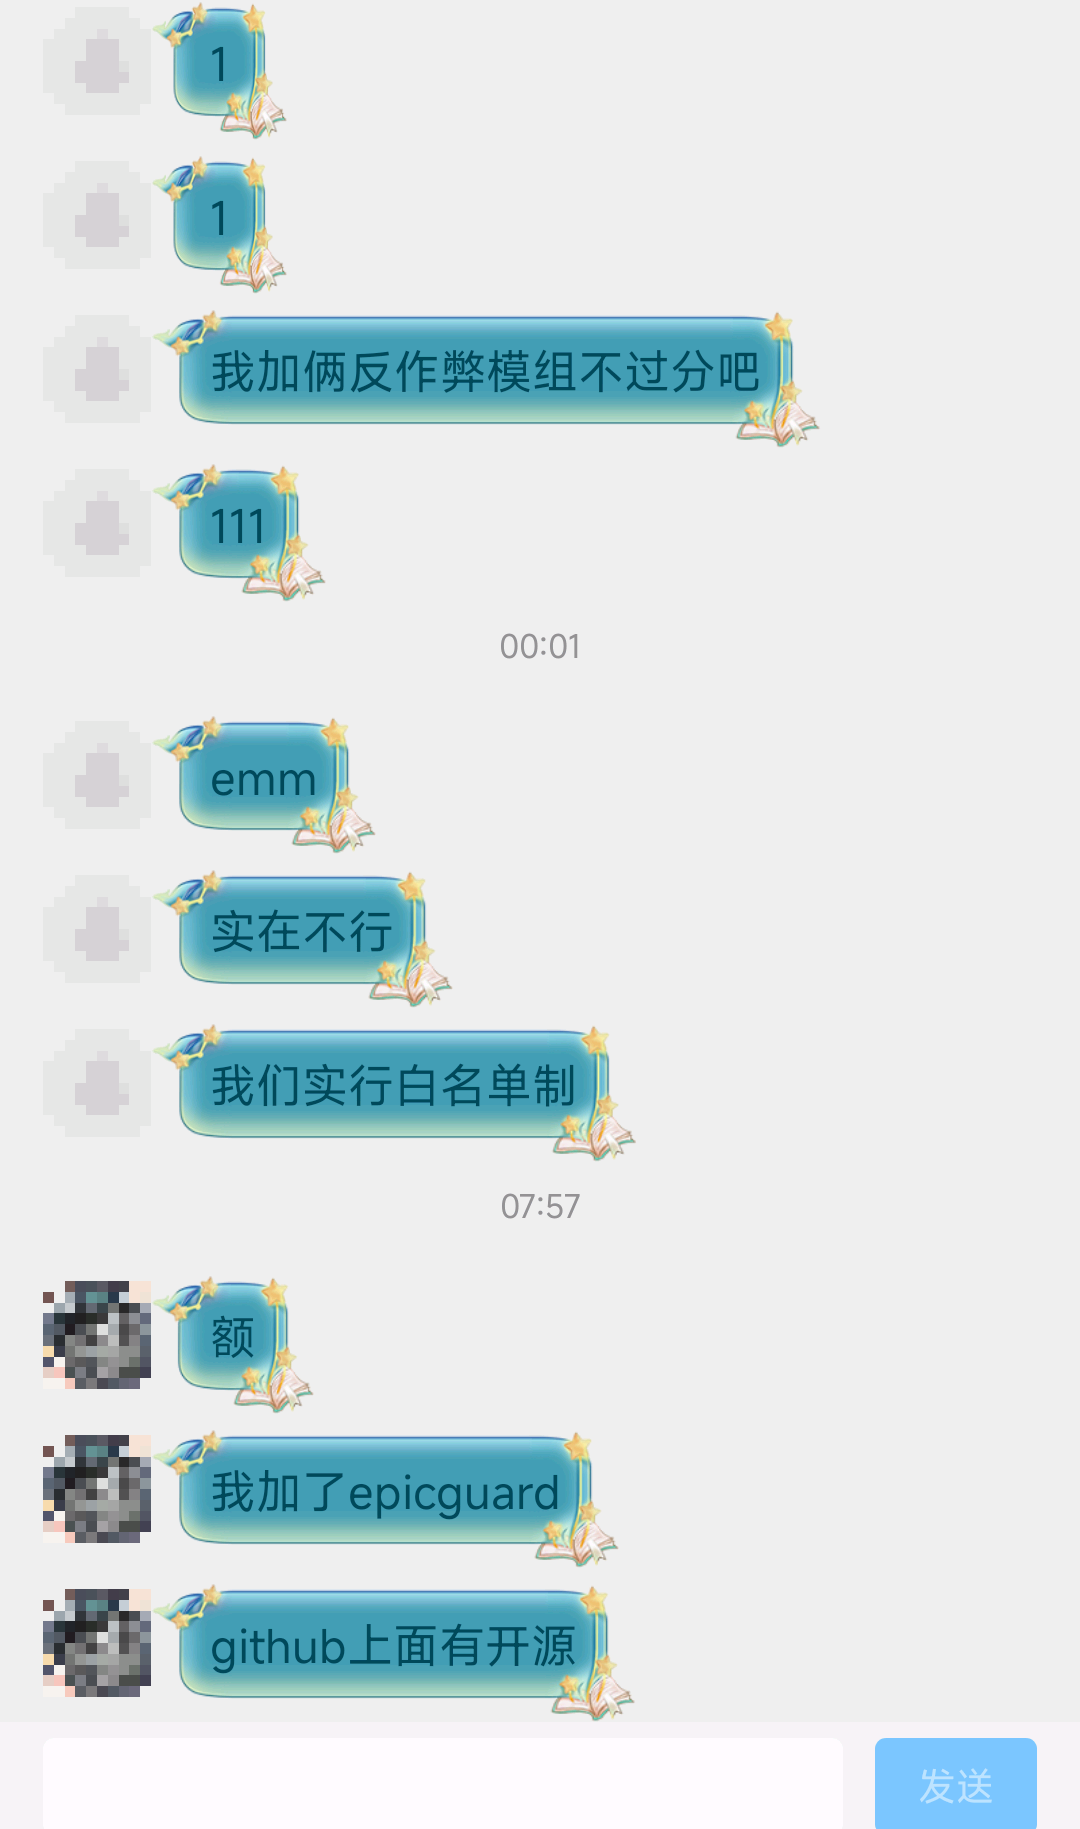 1
1
我加俩反作弊模组不过分吧
111
00:01
emm
实在不行
我们实行白名单制
07:57
额
我加了epicguard
github上面有开源
发送